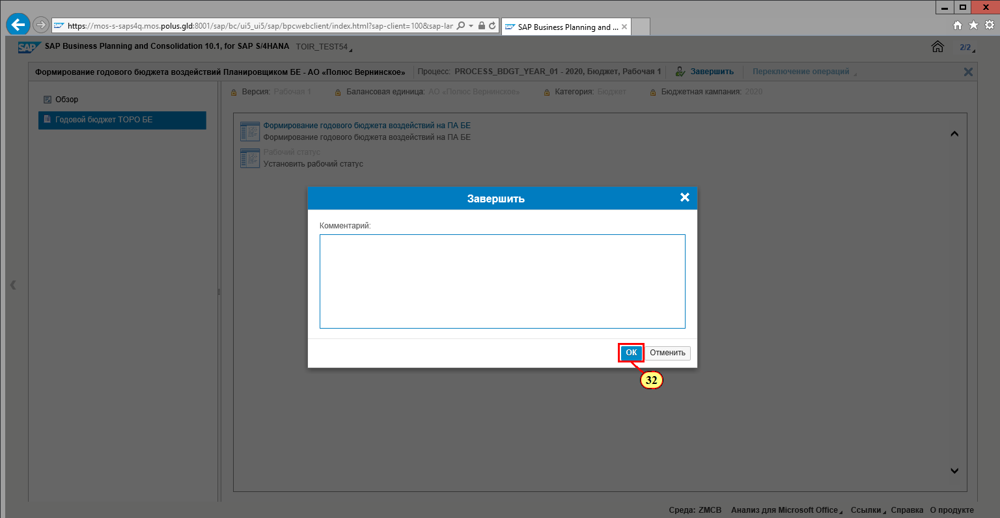 https://mos-s-saps4q.mos.polus.gld:8001/sap/bc/ui5_ui5/sap/bpcwebclient/index.html?sap-client=100&sap-lar
SAP Business Planning and ...
SAP SAP Business Planning and Consolidation 10.1, for SAP S/4HANA TOIR_TEST54 2/2
Формирование годового бюджета воздействий Планировщиком БЕ - АО «Полюс Вернинское» Процесс: PROCESS_BDGT_YEAR_01 - 2020, Бюджет, Рабочая 1 Завершить Переключение операций
Версия: Рабочая 1 Балансовая единица: АО «Полюс Вернинское» Категория: Бюджет Бюджетная кампания: 2020
Обзор
Годовой бюджет ТОРО БЕ
Формирование годового бюджета воздействий на ПА БЕ
Формирование годового бюджета воздействий на ПА БЕ
Рабочий статус
Установить рабочий статус
Завершить
Комментарий:
ОК Отменить
32
Среда: ZMCB Анализ для Microsoft Office Ссылки Справка О продукте